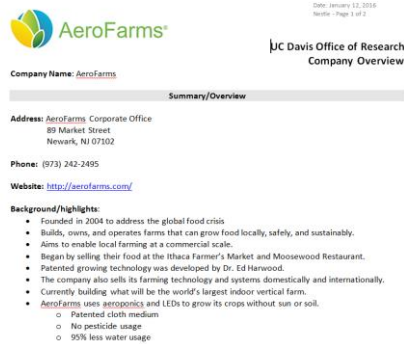 Date: January 12, 2016
Nestle – Page 1 of 2
AeroFarms®
UC Davis Office of Research
Company Overview
Company Name: AeroFarms
Summary/Overview
Address: AeroFarms Corporate Office
89 Market Street
Newark, NJ 07102
Phone: (973) 242-2495
Website: http://aerofarms.com/
Background/highlights:
• Founded in 2004 to address the global food crisis
• Builds, owns, and operates farms that can grow food locally, safely, and sustainably.
• Aims to enable local farming at a commercial scale.
• Began by selling their food at the Ithaca Farmer's Market and Moosewood Restaurant.
• Patented growing technology was developed by Dr. Ed Harwood.
• The company also sells its farming technology and systems domestically and internationally.
• Currently building what will be the world's largest indoor vertical farm.
• AeroFarms uses aeroponics and LEDs to grow its crops without sun or soil.
o Patented cloth medium
o No pesticide usage
o 95% less water usage